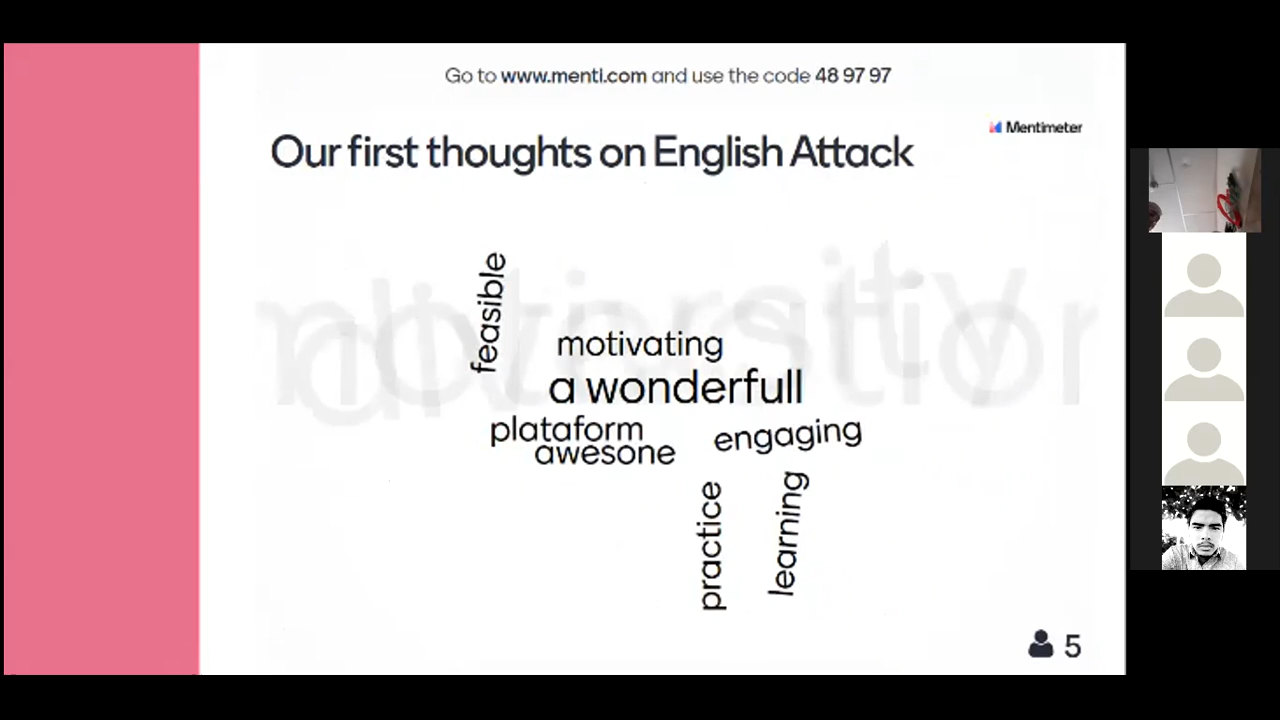 Go to www.menti.com and use the code 48 97 97
Mentimeter
Our first thoughts on English Attack
feasible
motivating
a wonderfull
plataform
engaging
awesone
practice
learning
5